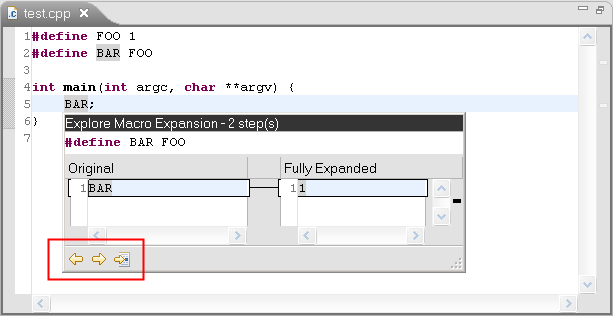 test.cpp
1 #define FOO 1
2 #define BAR FOO
3
4 int main(int argc, char **argv) {
5 BAR;
6 }
7
Explore Macro Expansion - 2 step(s)
#define BAR FOO
Original Fully Expanded
1 BAR 1 1